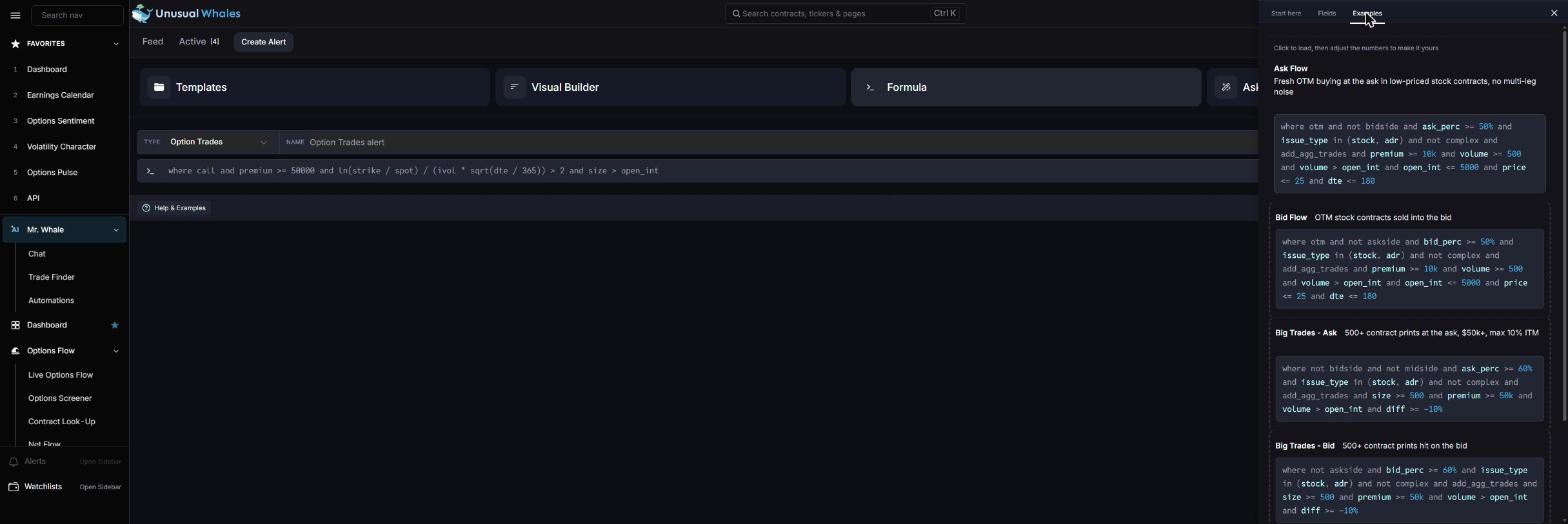 Search nav
Unusual Whales
Search contracts, tickers & pages
Ctrl K
FAVORITES
1 Dashboard
2 Earnings Calendar
3 Options Sentiment
4 Volatility Character
5 Options Pulse
6 API
AI Mr. Whale
Chat
Trade Finder
Automations
Dashboard
Options Flow
Live Options Flow
Options Screener
Contract Look-Up
Net Flow
Alerts Open Sidebar
Watchlists Open Sidebar
Feed Active (4) Create Alert
Templates
Visual Builder
Formula
Ask
TYPE Option Trades NAME Option Trades alert
where call and premium >= 50000 and ln(strike / spot) / (ivol * sqrt(dte / 365)) > 2 and size > open_int
Help & Examples
Start here Fields Examples
Click to load, then adjust the numbers to make it yours
Ask Flow
Fresh OTM buying at the ask in low-priced stock contracts, no multi-leg
noise
where otm and not bidside and ask_perc >= 50% and
issue_type in (stock, adr) and not complex and
add_agg_trades and premium >= 10k and volume >= 500
and volume > open_int and open_int <= 5000 and price
<= 25 and dte <= 180
Bid Flow OTM stock contracts sold into the bid
where otm and not askside and bid_perc >= 50% and
issue_type in (stock, adr) and not complex and
add_agg_trades and premium >= 10k and volume >= 500
and volume > open_int and open_int <= 5000 and price
<= 25 and dte <= 180
Big Trades - Ask 500+ contract prints at the ask, $50k+, max 10% ITM
where not bidside and not midside and ask_perc >= 60%
and issue_type in (stock, adr) and not complex and
add_agg_trades and size >= 500 and premium >= 50k and
volume > open_int and diff >= -10%
Big Trades - Bid 500+ contract prints hit on the bid
where not askside and bid_perc >= 60% and issue_type
in (stock, adr) and not complex and add_agg_trades and
size >= 500 and premium >= 50k and volume > open_int
and diff >= -10%